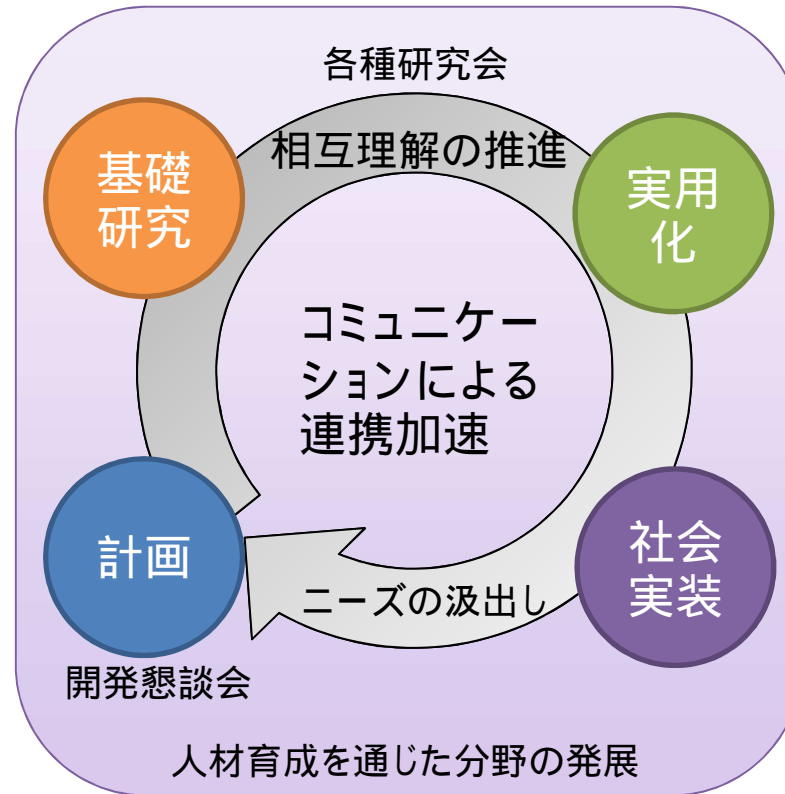 各種研究会
相互理解の推進
基礎
研究
実用
化
コミュニケー
ションによる
連携加速
計画
社会
実装
ニーズの汲出し
開発懇談会
人材育成を通じた分野の発展